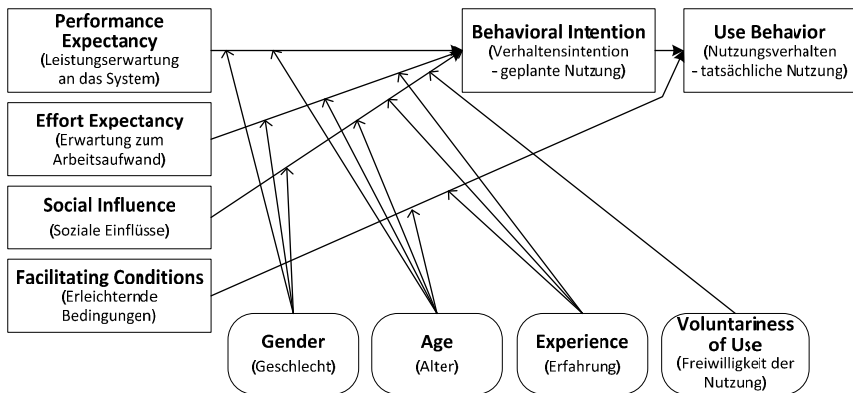 Performance
Expectancy
(Leistungserwartung
an das System)
Effort Expectancy
(Erwartung zum
Arbeitsaufwand)
Social Influence
(Soziale Einflüsse)
Facilitating Conditions
(Erleichternde
Bedingungen)
Behavioral Intention
(Verhaltensintention
- geplante Nutzung)
Use Behavior
(Nutzungsverhalten
- tatsächliche Nutzung)
Gender
(Geschlecht)
Age
(Alter)
Experience
(Erfahrung)
Voluntariness
of Use
(Freiwilligkeit der
Nutzung)